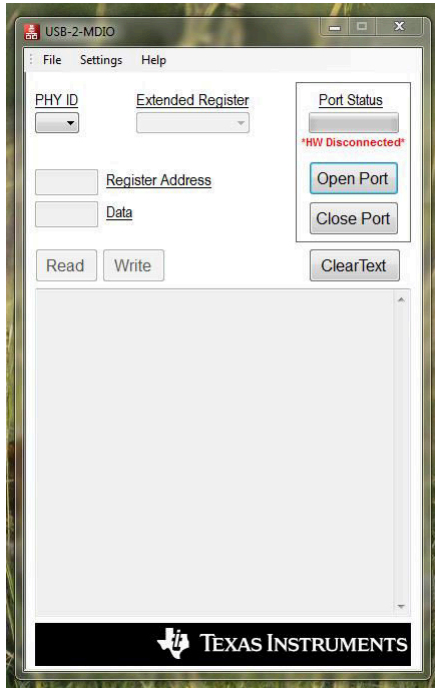 USB-2-MDIO
File Settings Help
PHY ID
Extended Register
Port Status
*HW Disconnected*
Register Address
Open Port
Data
Close Port
Read
Write
ClearText
TEXAS INSTRUMENTS